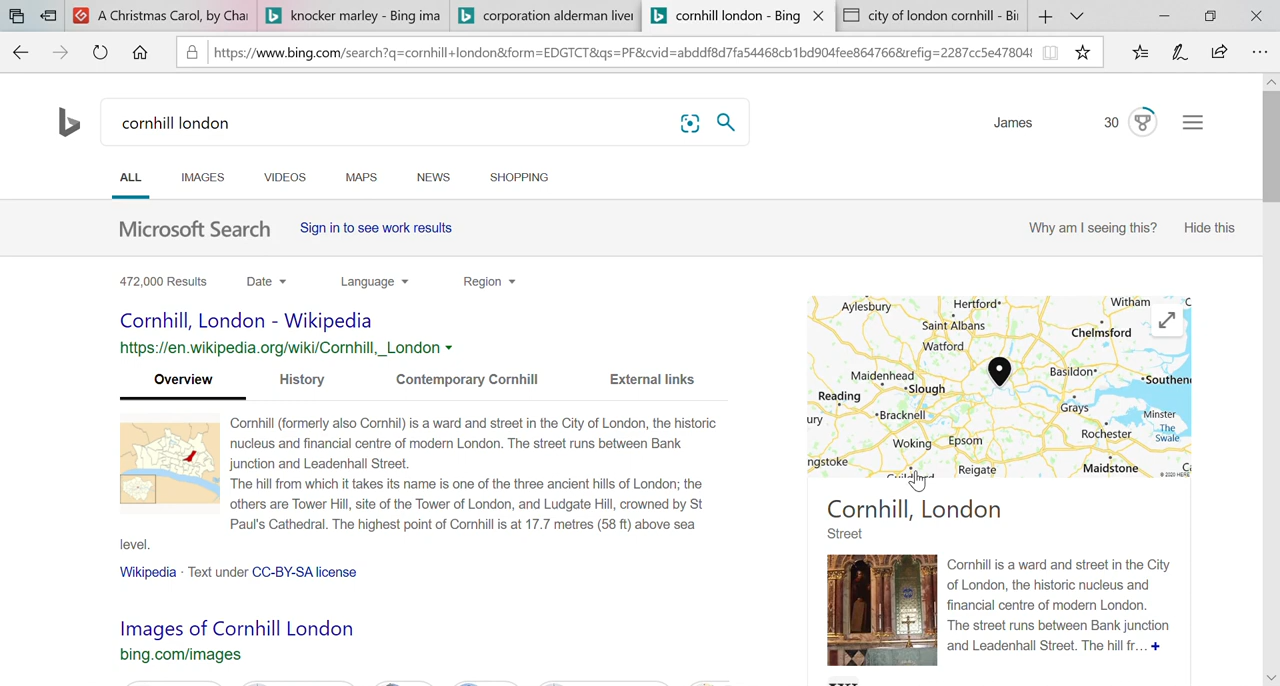 A Christmas Carol, by Cha
knocker marley - Bing ima
corporation alderman liver
cornhill london - Bing
city of london cornhill - Bi
https://www.bing.com/search?q=cornhill+london&form=EDGTCT&qs=PF&cvid=abddf8d7fa54468cb1bd904fee864766&refig=2287cc5e47804
cornhill london
James
30
ALL
IMAGES
VIDEOS
MAPS
NEWS
SHOPPING
Microsoft Search
Sign in to see work results
Why am I seeing this?
Hide this
472,000 Results
Date
Language
Region
Cornhill, London - Wikipedia
https://en.wikipedia.org/wiki/Cornhill,_London
Overview
History
Contemporary Cornhill
External links
Cornhill (formerly also Cornhil) is a ward and street in the City of London, the historic
nucleus and financial centre of modern London. The street runs between Bank
junction and Leadenhall Street.
The hill from which it takes its name is one of the three ancient hills of London; the
others are Tower Hill, site of the Tower of London, and Ludgate Hill, crowned by St
Paul's Cathedral. The highest point of Cornhill is at 17.7 metres (58 ft) above sea
level.
Wikipedia · Text under CC-BY-SA license
Images of Cornhill London
bing.com/images
Aylesbury
Hertford
Witham
C
Saint Albans
Chelmsford
Watford
Maidenhead
Slough
Basildon
Southen
Reading
Grays
Minster
ury
Bracknell
The
Rochester
Swale
Woking
Epsom
ngstoke
Reigate
Maidstone
Ca
© 2020 HERE
Cornhill, London
Street
Cornhill is a ward and street in the City
of London, the historic nucleus and
financial centre of modern London.
The street runs between Bank junction
and Leadenhall Street. The hill fr... +